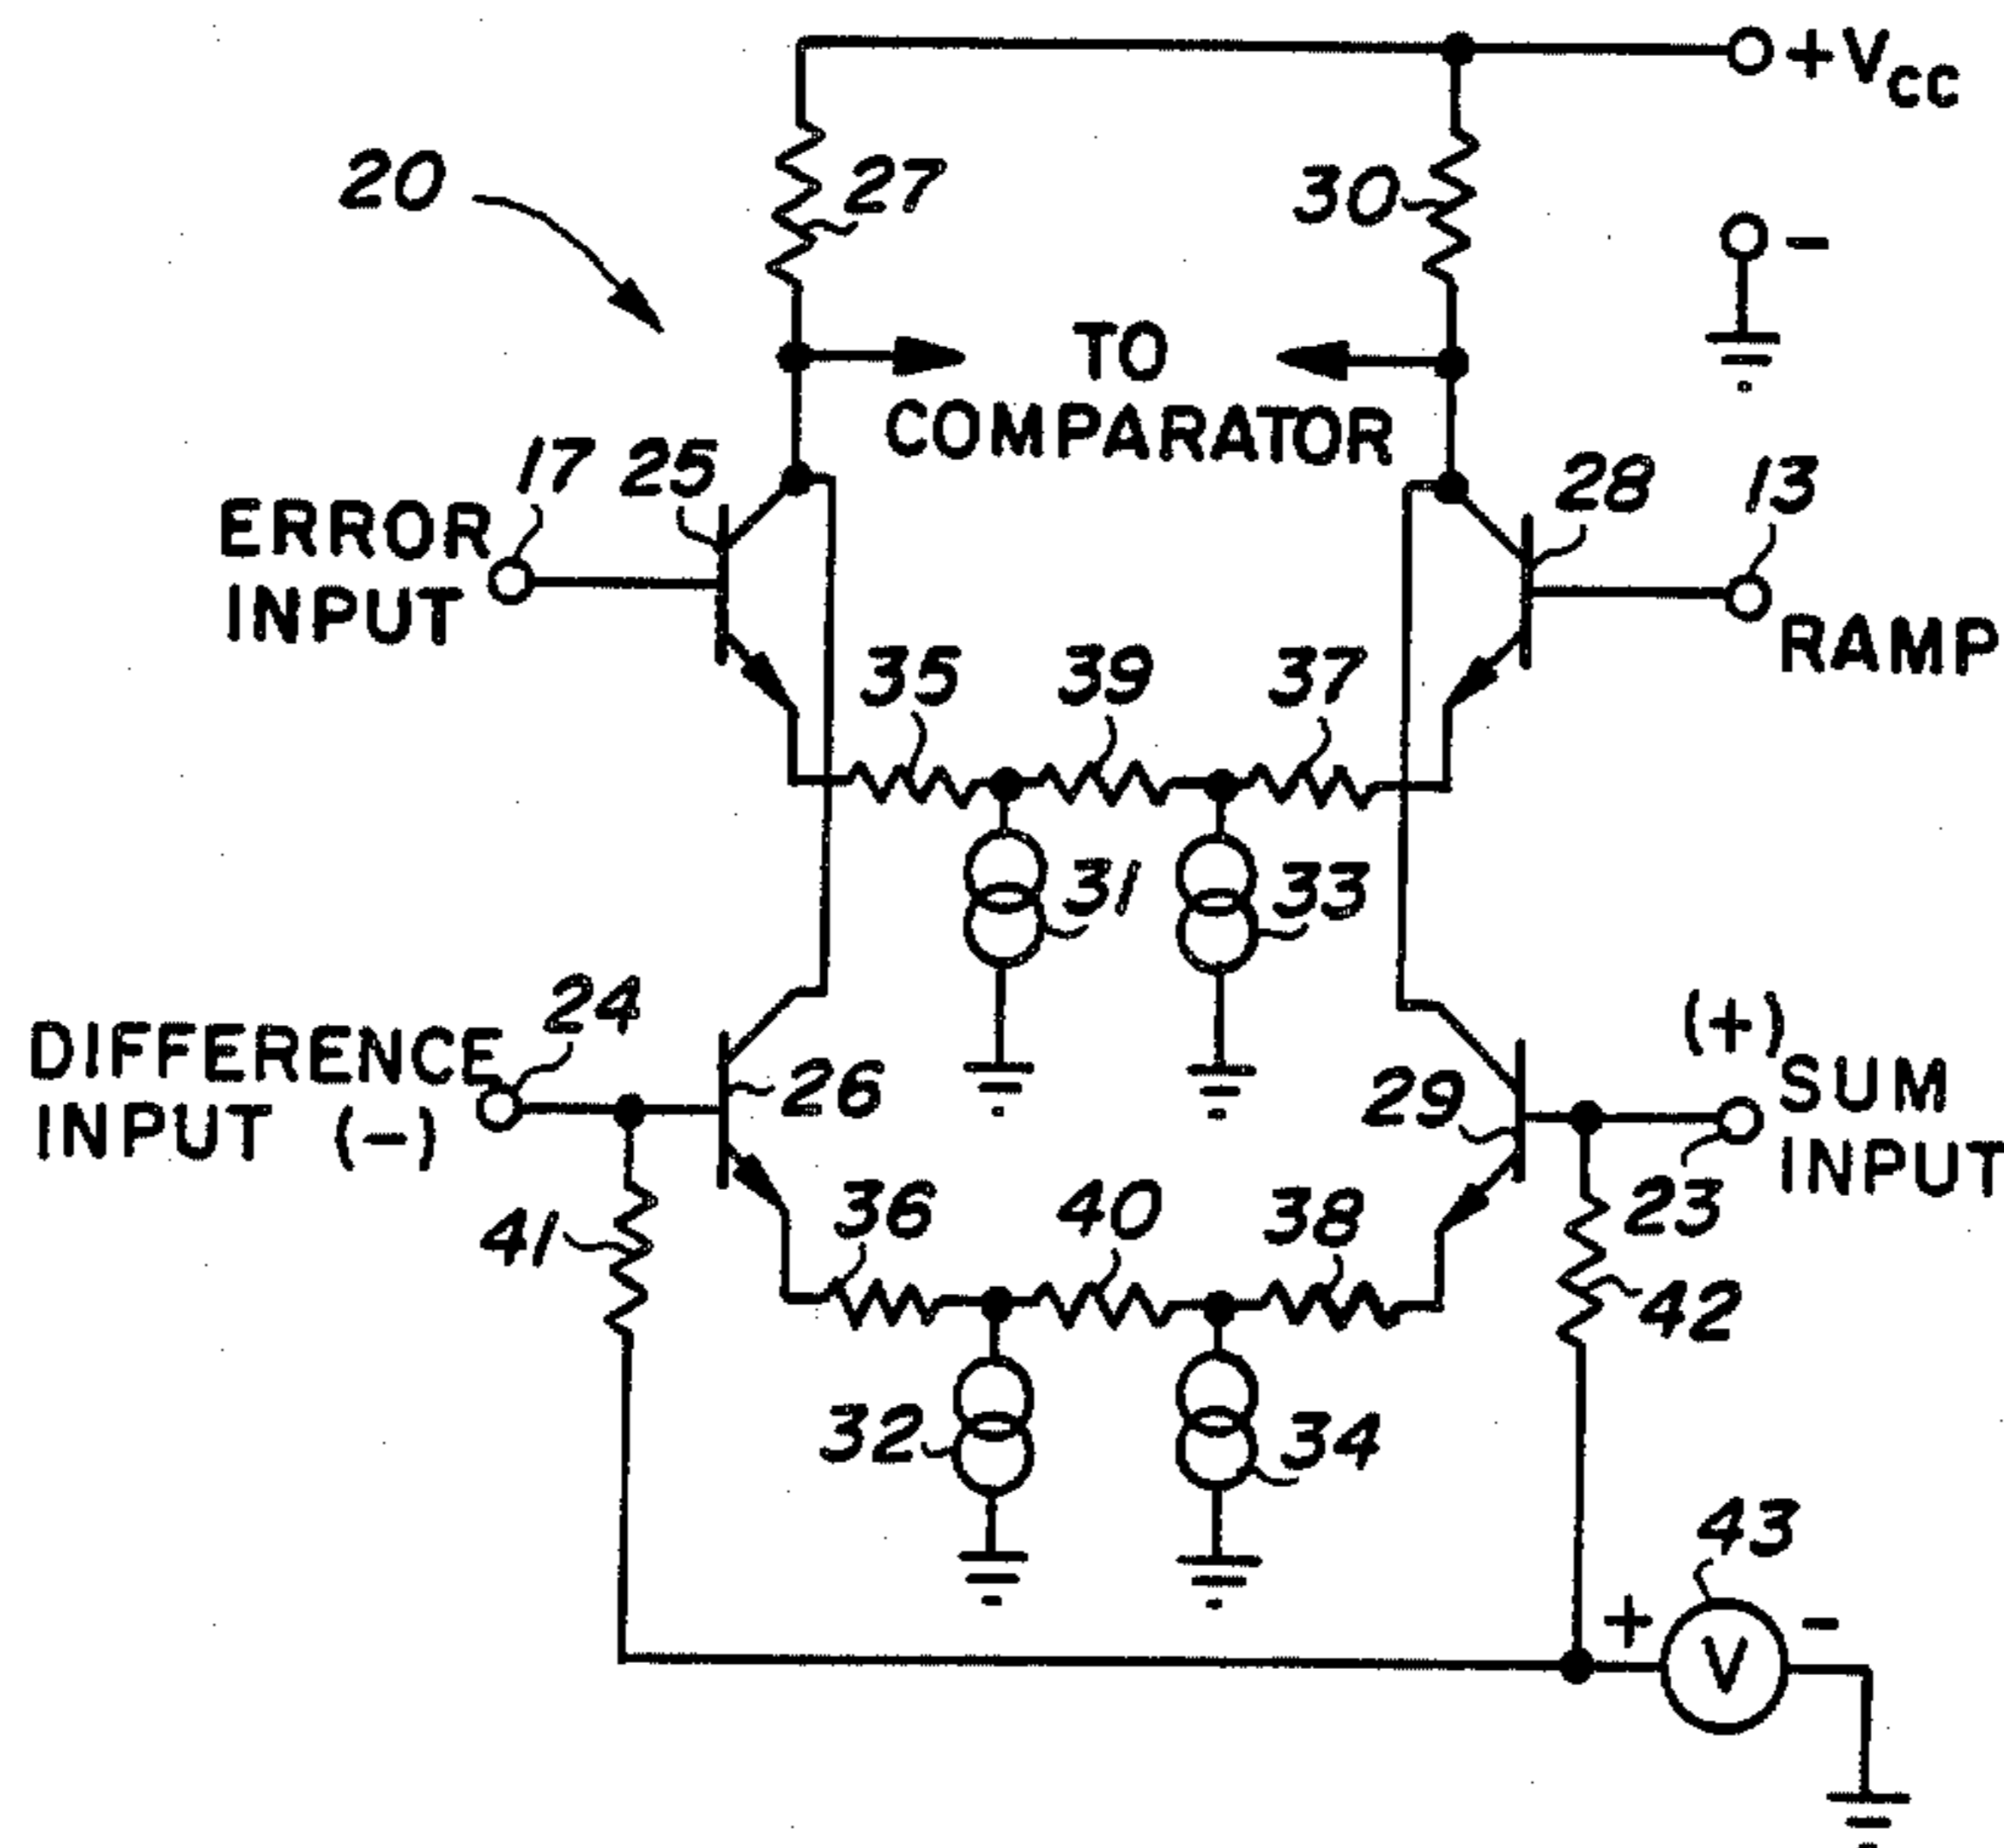 +VCC
20
27
30
-
TO
COMPARATOR
17
25
28
13
ERROR
INPUT
RAMP
35
39
37
31
33
24
DIFFERENCE
INPUT (-)
26
29
(+)
SUM
INPUT
23
36
40
38
41
42
32
34
43
+
-
V